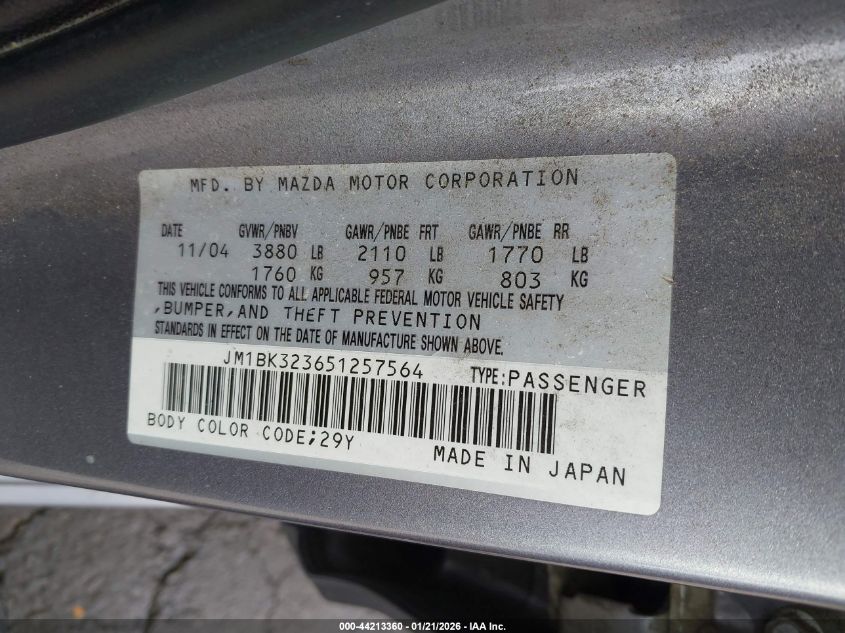 MFD. BY MAZDA MOTOR CORPORATION
DATE GVWR/PNBV GAWR/PNBE FRT GAWR/PNBE RR
11/04 3880 LB 2110 LB 1770 LB
1760 KG 957 KG 803 KG
THIS VEHICLE CONFORMS TO ALL APPLICABLE FEDERAL MOTOR VEHICLE SAFETY
,BUMPER,AND THEFT PREVENTION
STANDARDS IN EFFECT ON THE DATE OF MANUFACTURE SHOWN ABOVE.
JM1BK323651257564 TYPE:PASSENGER
BODY COLOR CODE;29Y
MADE IN JAPAN
000-44213360 - 01/21/2026 - IAA Inc.